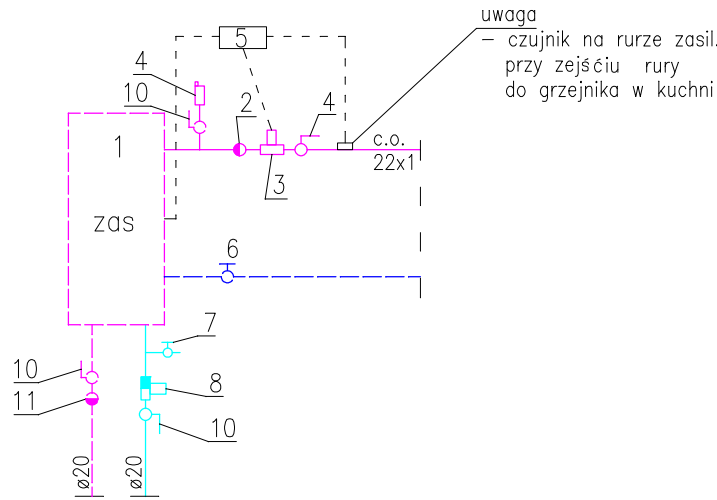 uwaga
– czujnik na rurze zasil.
przy zejśćiu rury
do grzejnika w kuchni
5
4
10
2
4
1
c.o.
22x1
3
zas
6
7
10
8
11
10
ø20
ø20